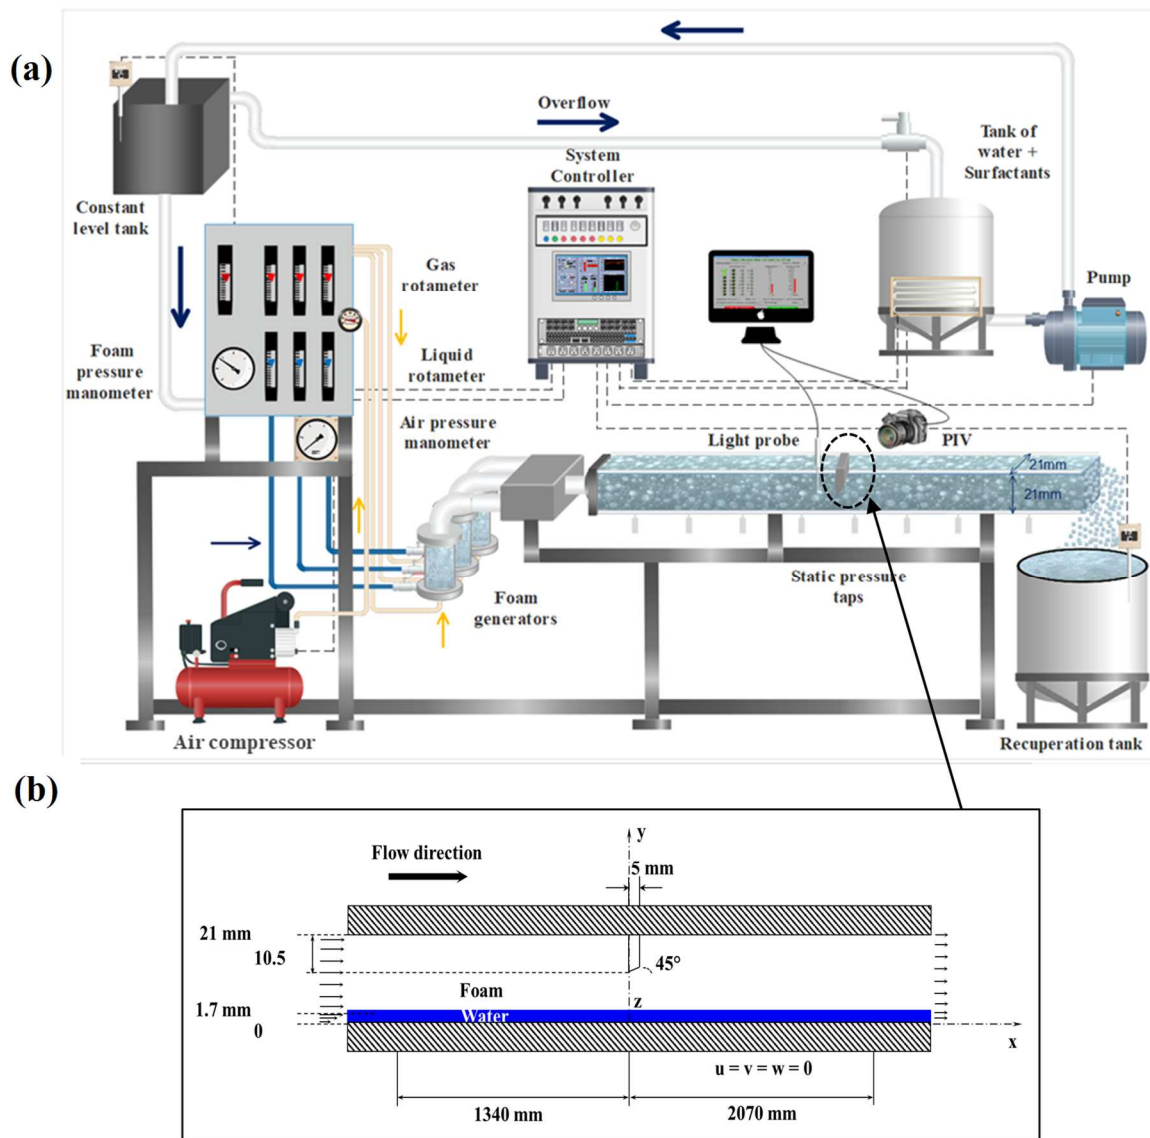 (a)
Overflow
System
Controller
Tank of
water +
Surfactants
Constant
level tank
Gas
rotameter
Pump
Foam
pressure
manometer
Liquid
rotameter
Air pressure
manometer
Light probe
PIV
21mm
21mm
Static pressure
taps
Foam
generators
Air compressor
Recuperation tank
(b)
y
Flow direction
5 mm
21 mm
10.5
45°
Foam
z
1.7 mm
Water
0
x
u = v = w = 0
1340 mm
2070 mm